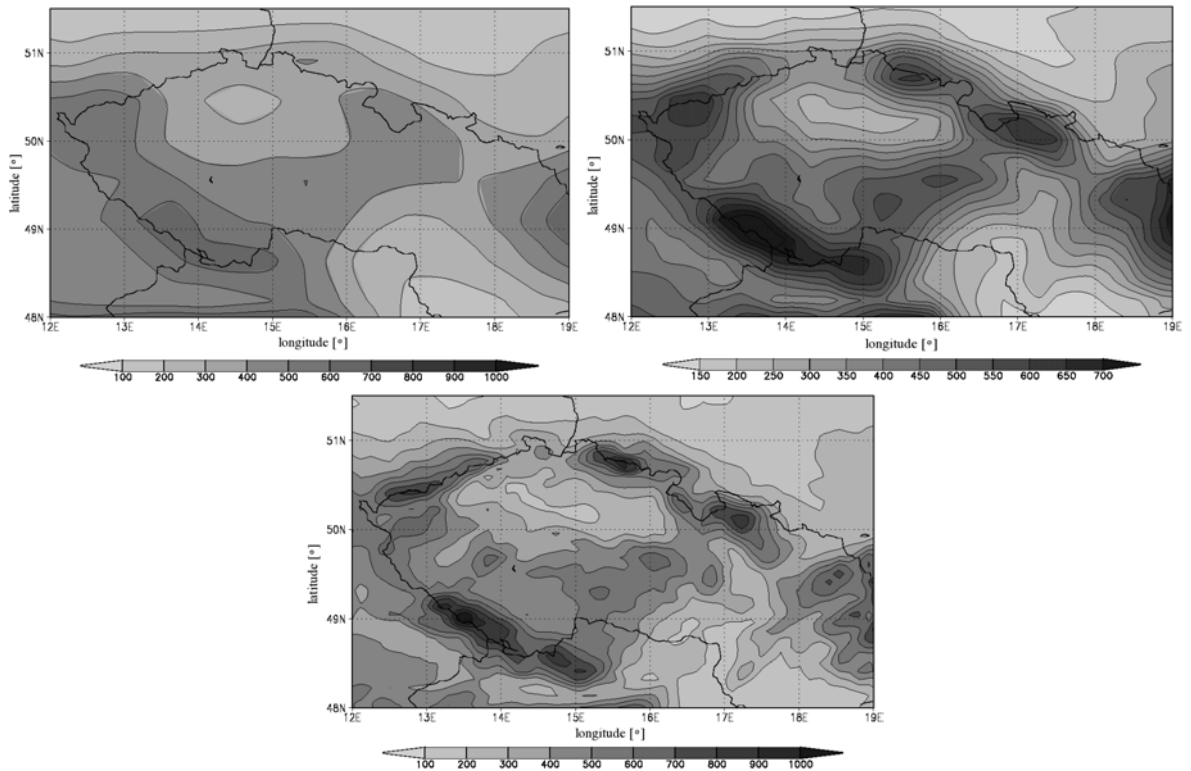 51N
50N
49N
48N
latitude [°]
12E 13E 14E 15E 16E 17E 18E 19E
longitude [°]
100 200 300 400 500 600 700 800 900 1000
51N
50N
49N
48N
latitude [°]
12E 13E 14E 15E 16E 17E 18E 19E
longitude [°]
150 200 250 300 350 400 450 500 550 600 650 700
51N
50N
49N
48N
latitude [°]
12E 13E 14E 15E 16E 17E 18E 19E
longitude [°]
100 200 300 400 500 600 700 800 900 1000